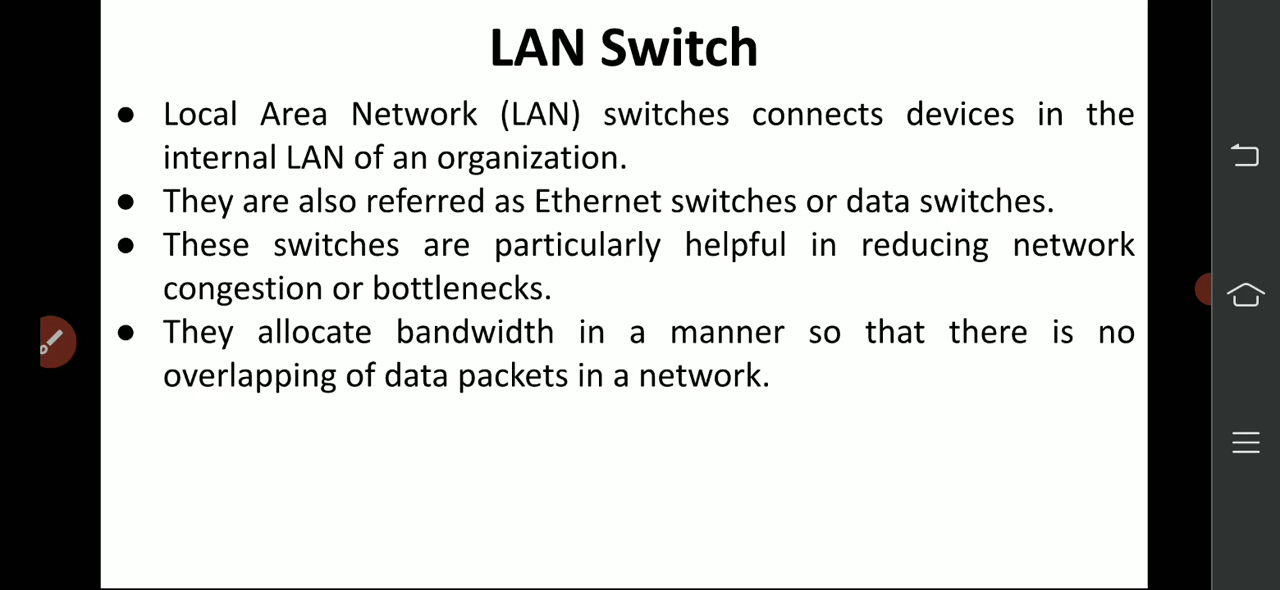 LAN Switch
● Local Area Network (LAN) switches connects devices in the
internal LAN of an organization.
● They are also referred as Ethernet switches or data switches.
● These switches are particularly helpful in reducing network
congestion or bottlenecks.
● They allocate bandwidth in a manner so that there is no
overlapping of data packets in a network.